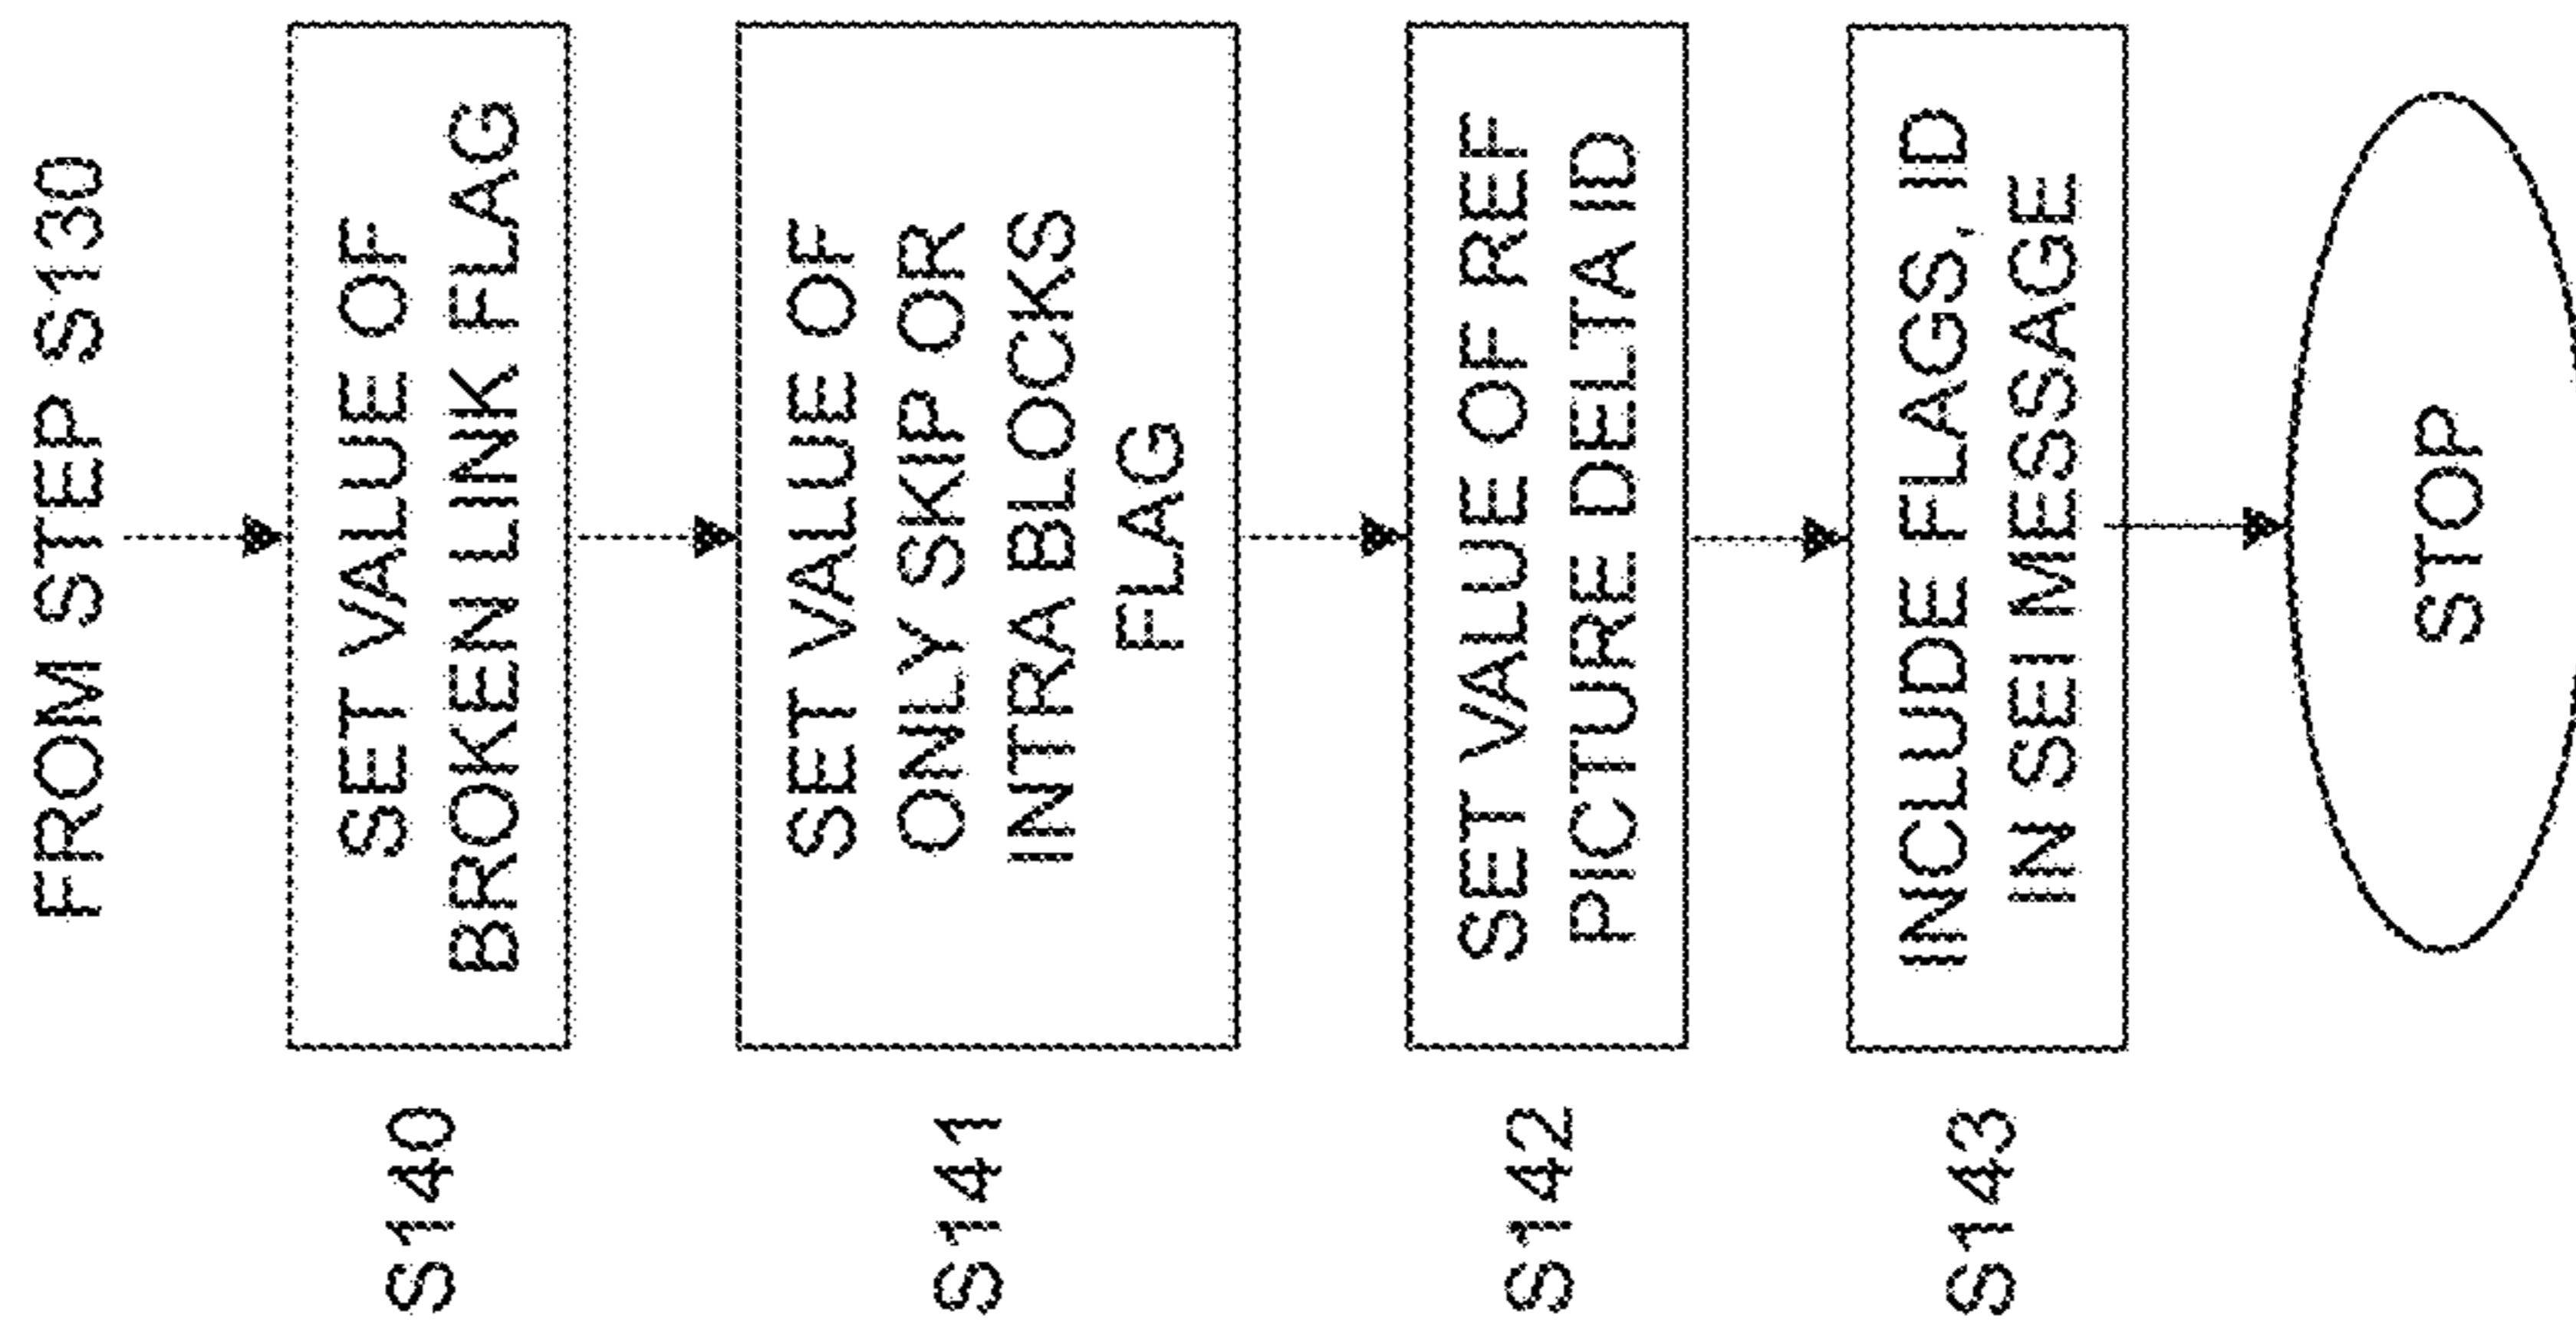 FROM STEP S130
S140
SET VALUE OF
BROKEN LINK FLAG
S141
SET VALUE OF
ONLY SKIP OR
INTRA BLOCKS
FLAG
S142
SET VALUE OF REF
PICTURE DELTA ID
S143
INCLUDE FLAGS, ID
IN SEI MESSAGE
STOP